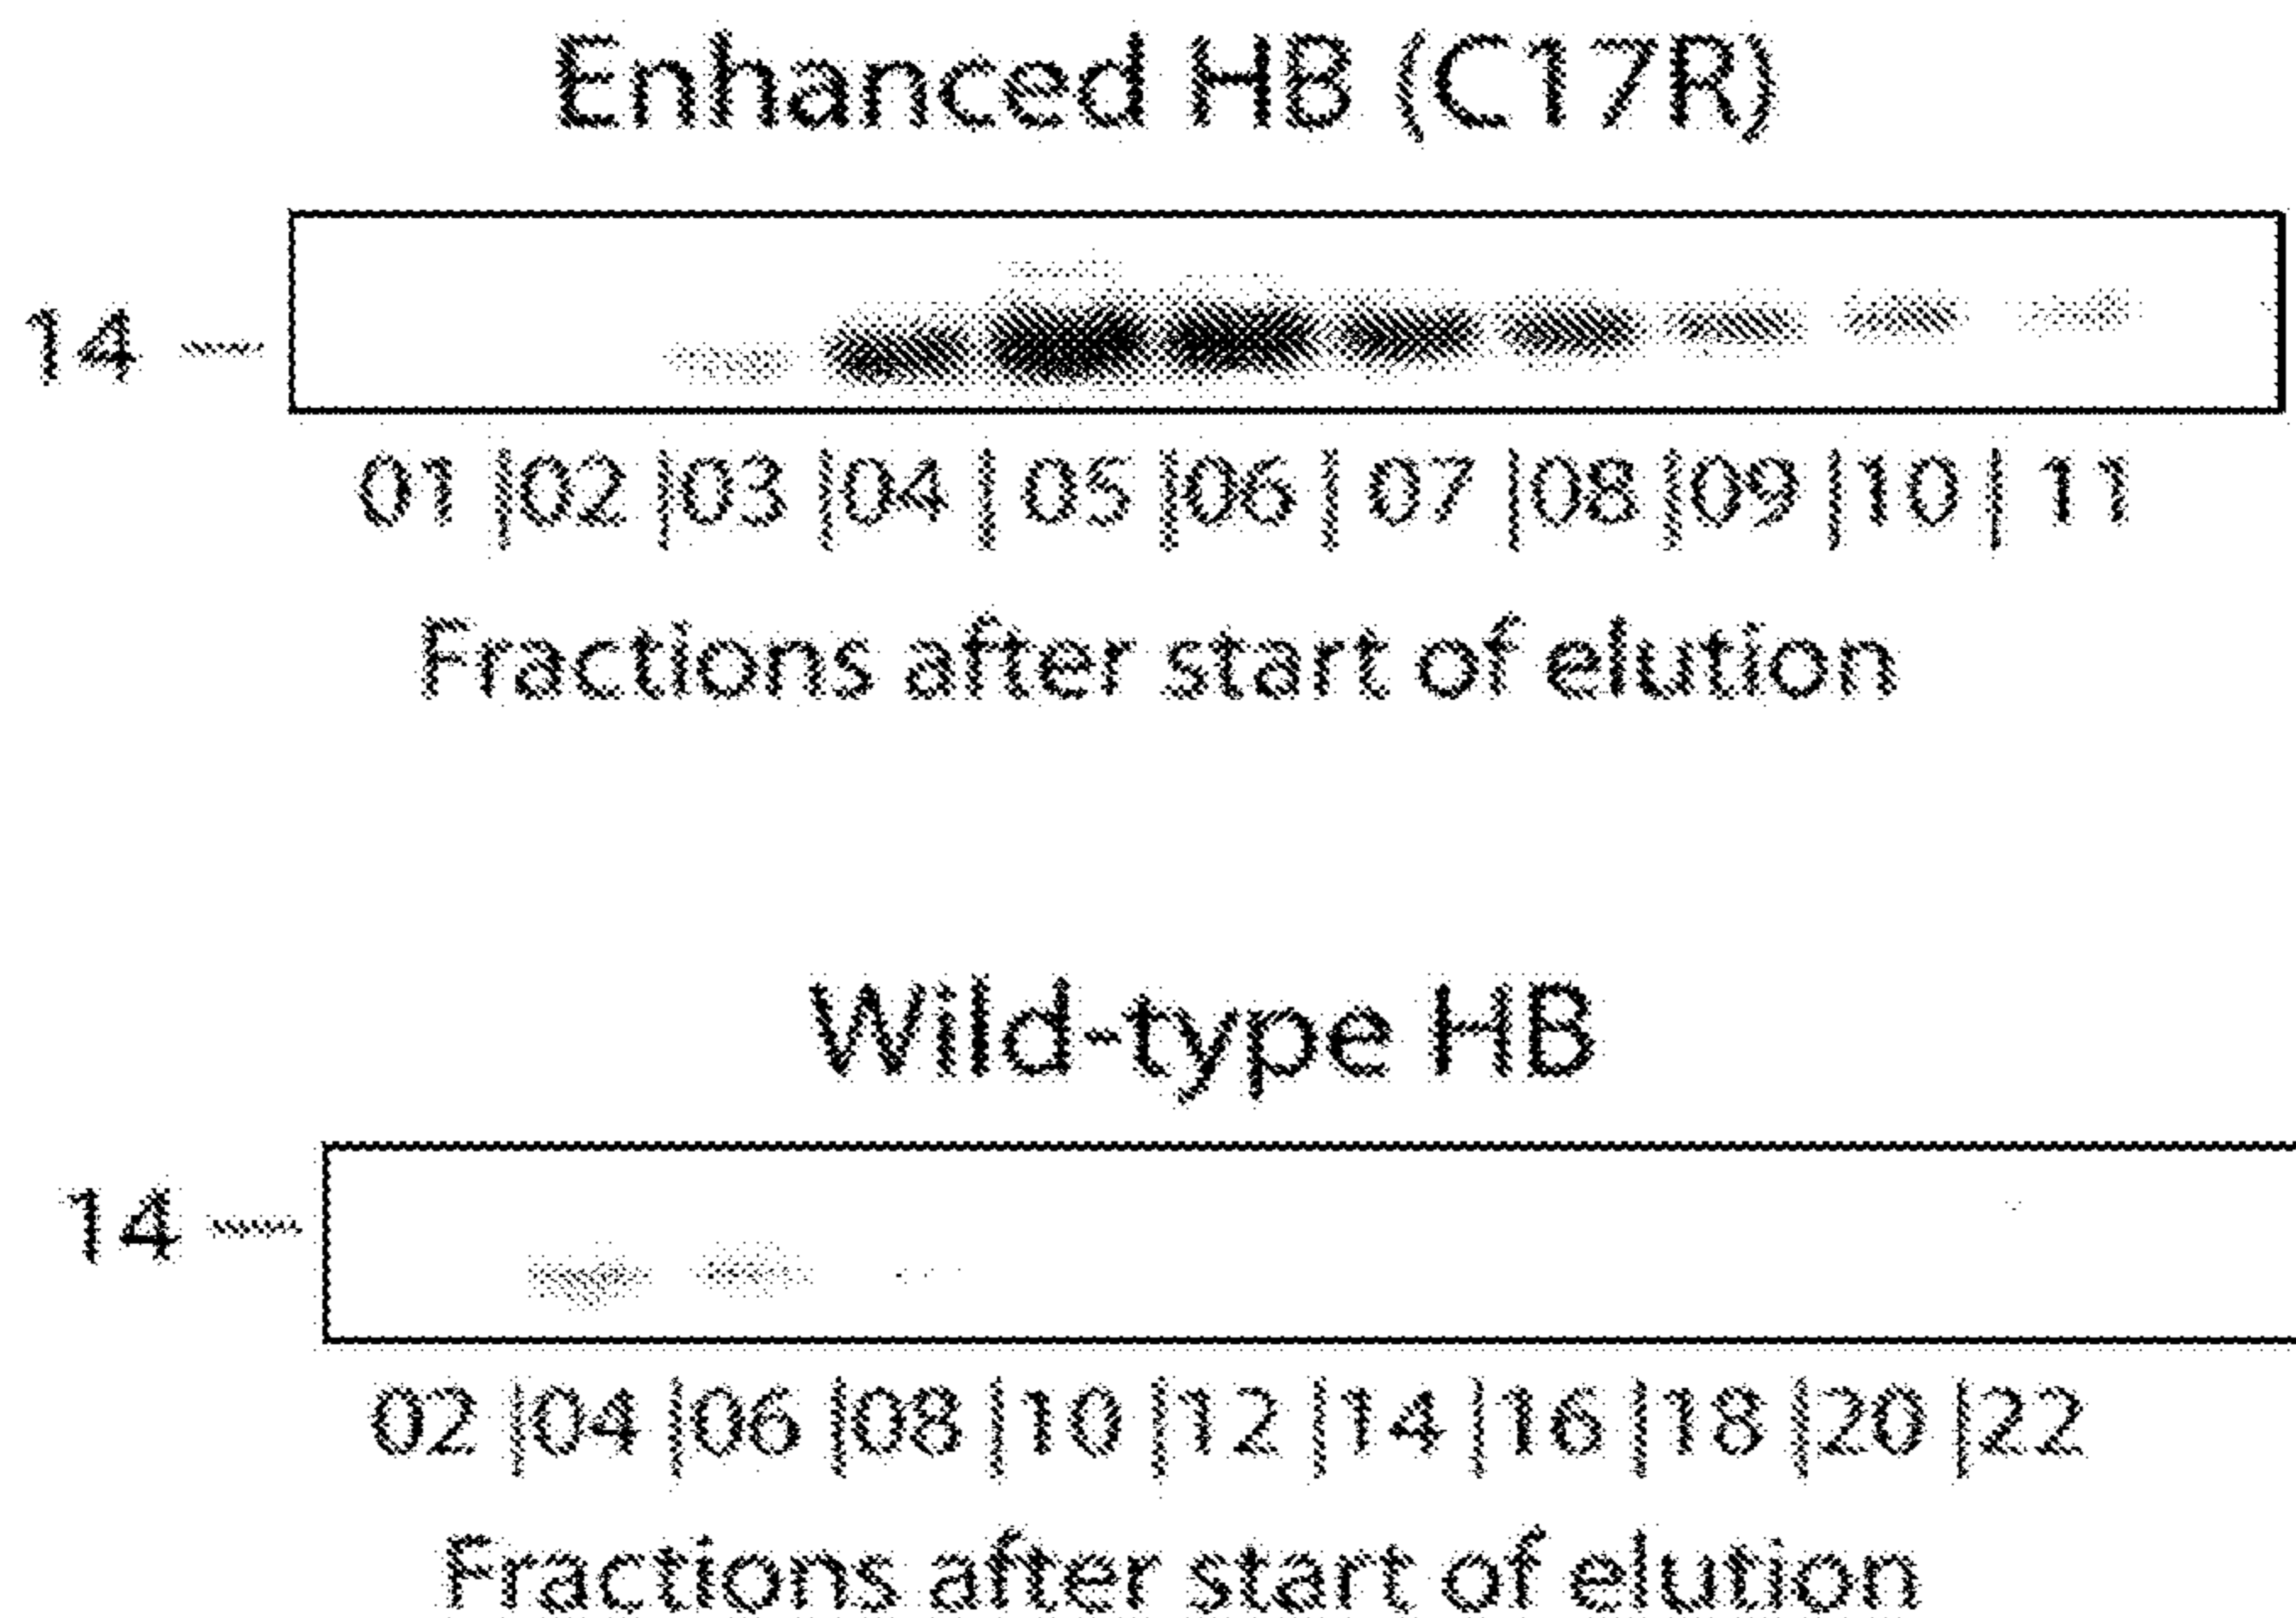 Enhanced HB (C17R)
14
01 |02 |03 |04 | 05 |06 | 07 |08 |09 |10 | 11
Fractions after start of elution
Wild-type HB
14
02 |04 |06 |08 |10 |12 |14 |16 |18 |20 |22
Fractions after start of elution